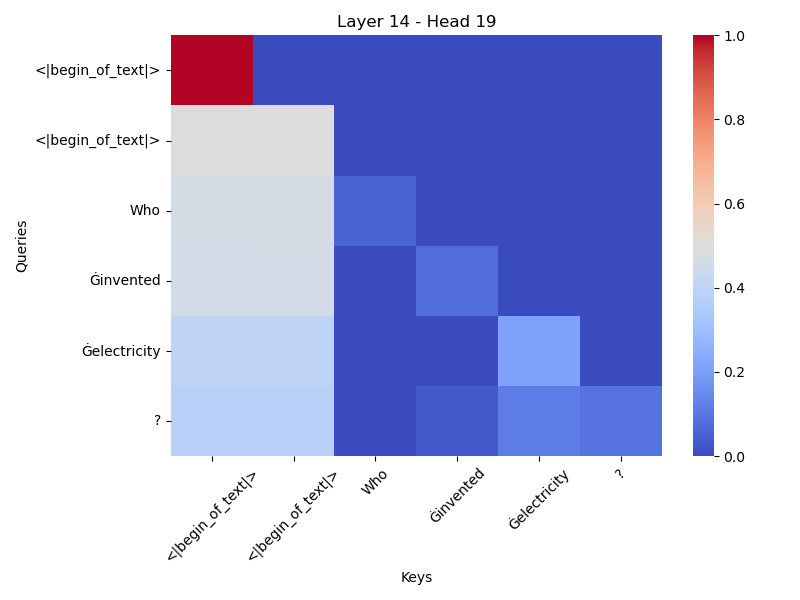 Layer 14 - Head 19
<|begin_of_text|>
<|begin_of_text|>
Who
Ġinvented
Ġelectricity
?
Queries
<|begin_of_text|>
<|begin_of_text|>
Who
Ġinvented
Ġelectricity
?
Keys
1.0
0.8
0.6
0.4
0.2
0.0